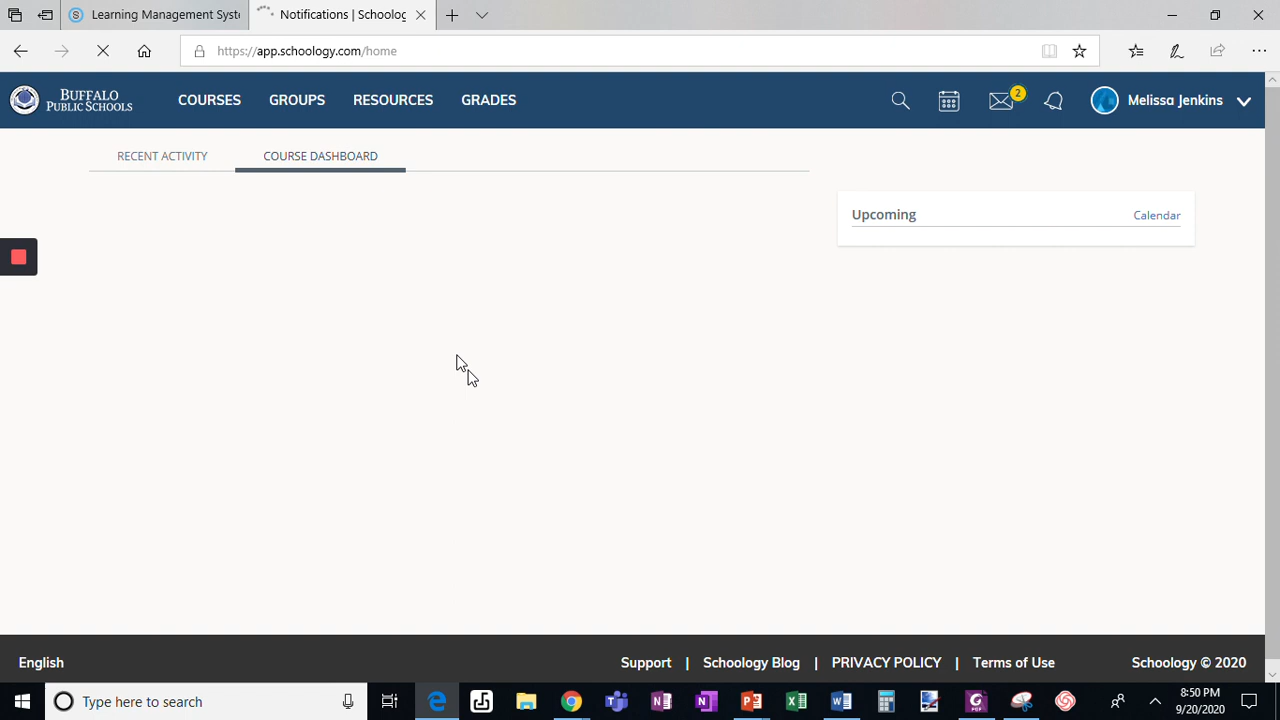 Learning Management Syst
Notifications | Schoolog
https://app.schoology.com/home
BUFFALO
PUBLIC SCHOOLS
COURSES
GROUPS
RESOURCES
GRADES
2
Melissa Jenkins
RECENT ACTIVITY
COURSE DASHBOARD
Upcoming
Calendar
English
Support | Schoology Blog | PRIVACY POLICY | Terms of Use
Schoology © 2020
Type here to search
8:50 PM
9/20/2020